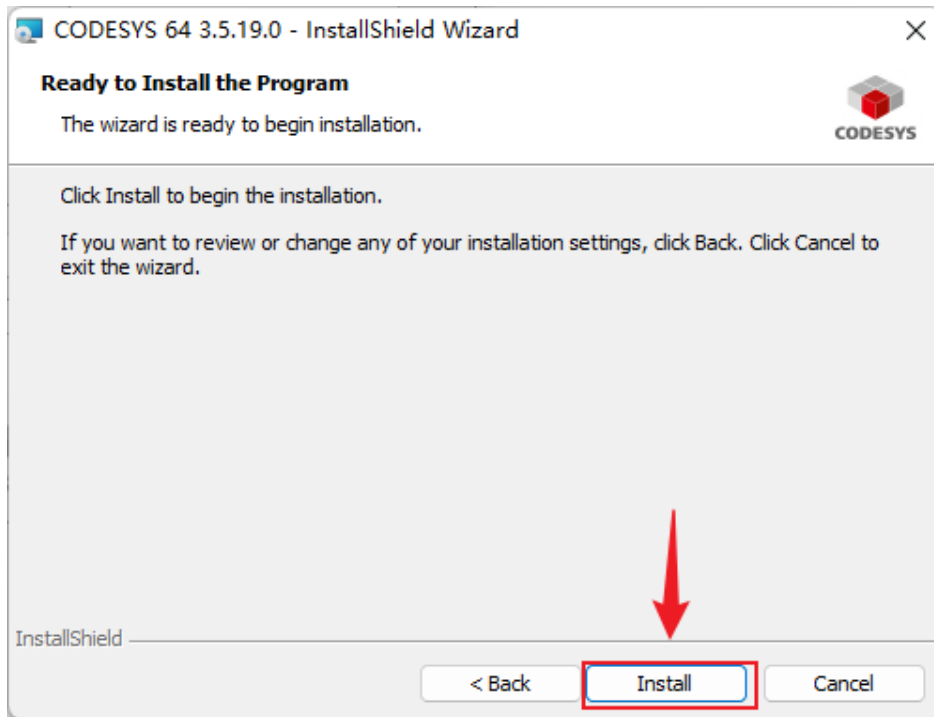 CODESYS 64 3.5.19.0 - InstallShield Wizard
Ready to Install the Program
The wizard is ready to begin installation.
CODESYS
Click Install to begin the installation.
If you want to review or change any of your installation settings, click Back. Click Cancel to
exit the wizard.
InstallShield
< Back Install Cancel